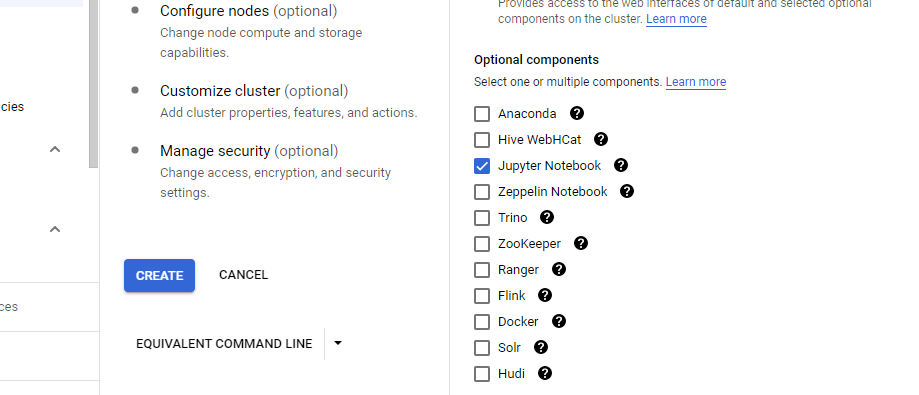 cies
ces
Configure nodes (optional)
Change node compute and storage
capabilities.
Customize cluster (optional)
Add cluster properties, features, and actions.
Manage security (optional)
Change access, encryption, and security
settings.
CREATE
CANCEL
EQUIVALENT COMMAND LINE
Provides access to the web interfaces of default and selected optional
components on the cluster. Learn more
Optional components
Select one or multiple components. Learn more
Anaconda
Hive WebHCat
Jupyter Notebook
Zeppelin Notebook
Trino
ZooKeeper
Ranger
Flink
Docker
Solr
Hudi